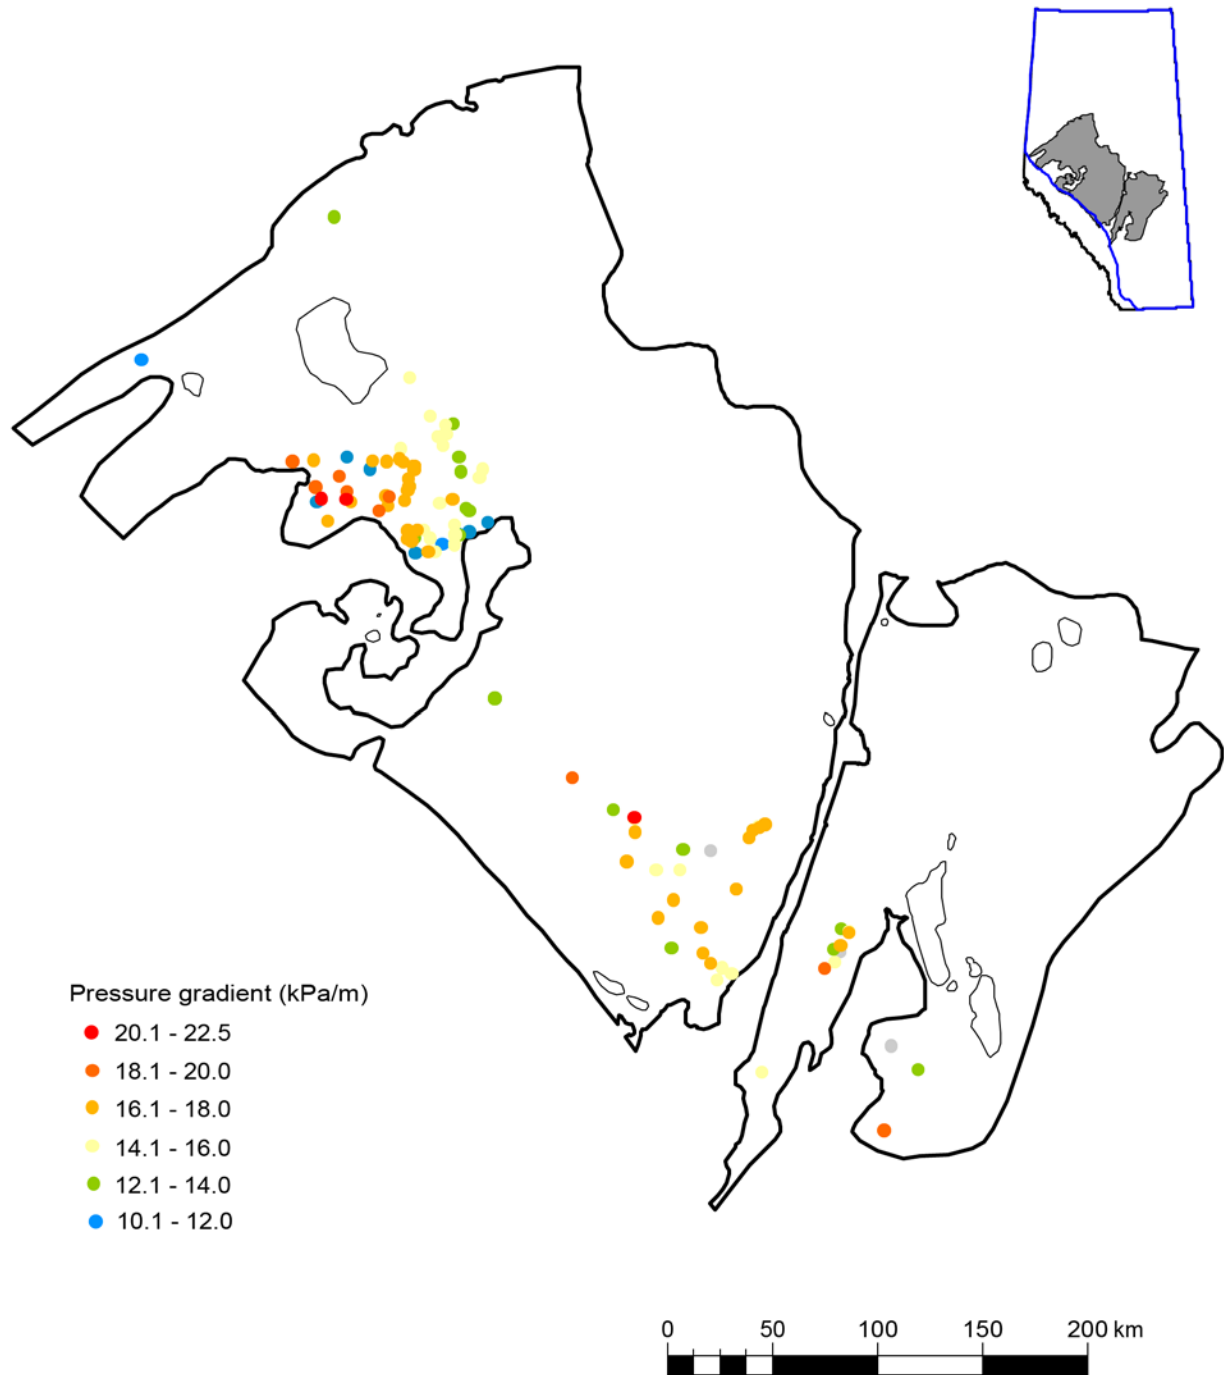 Pressure gradient (kPa/m)
20.1 - 22.5
18.1 - 20.0
16.1 - 18.0
14.1 - 16.0
12.1 - 14.0
10.1 - 12.0
0 50 100 150 200 km